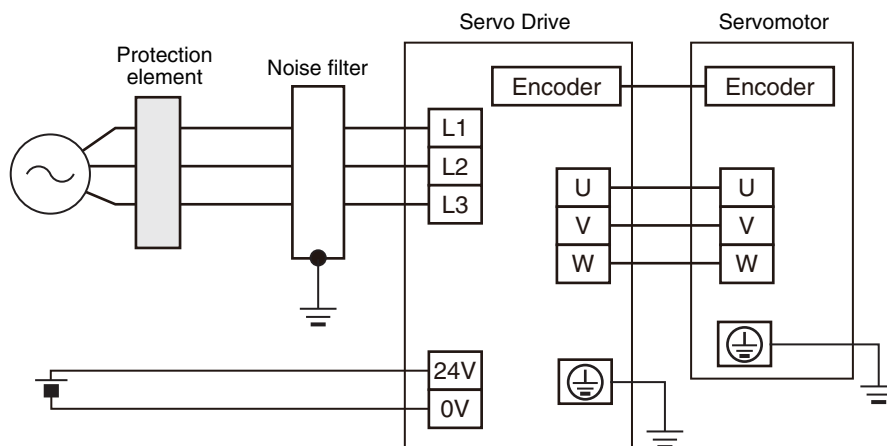 Servo Drive
Servomotor
Protection
element
Noise filter
Encoder
Encoder
L1
L2
L3
U
V
W
U
V
W
24V
0V